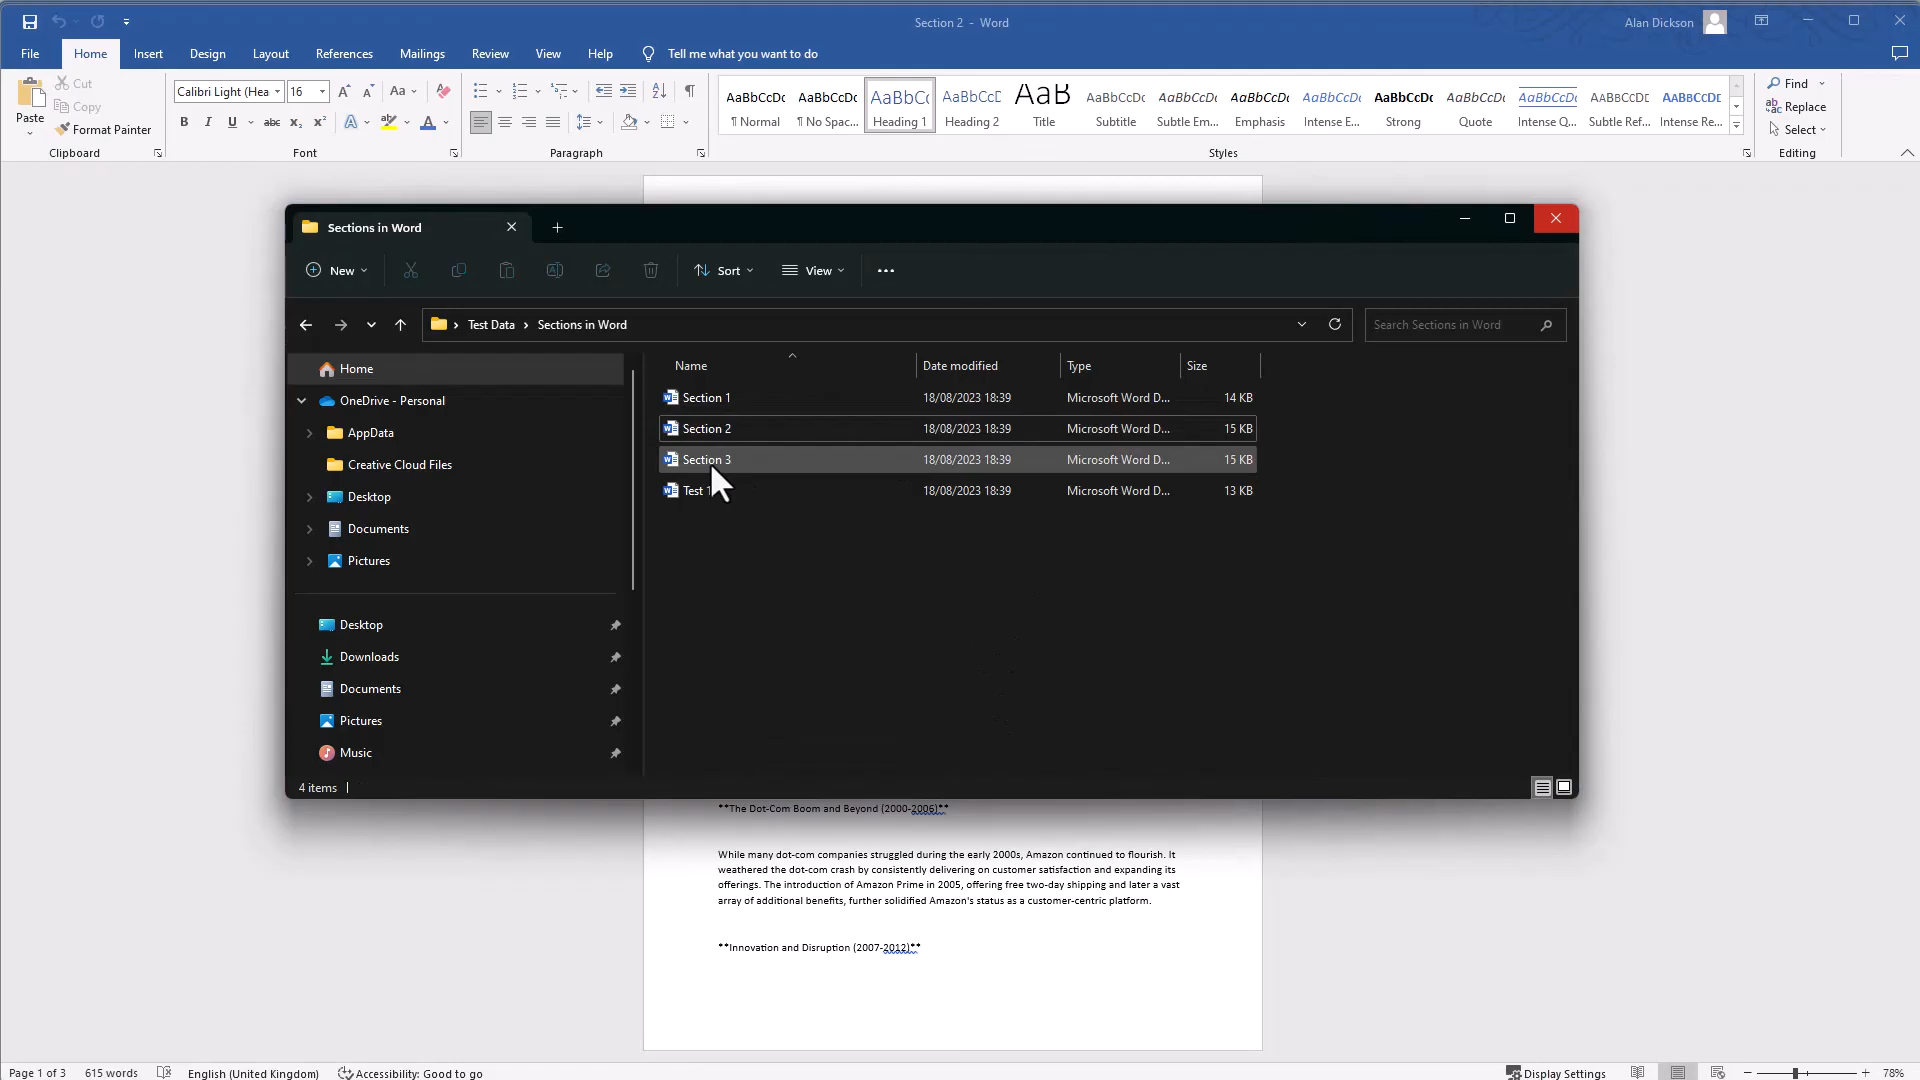 Section 2 - Word
Alan Dickson
File Home Insert Design Layout References Mailings Review View Help Tell me what you want to do
Paste
Cut
Copy
Format Painter
Clipboard
Calibri Light (Hea 16
Font
Paragraph
AaBbCcDc ¶ Normal
AaBbCcDc ¶ No Spac...
AaBbC Heading 1
AaBbCcD Heading 2
AaB Title
AaBbCcD Subtitle
AaBbCcDc Subtle Em...
AaBbCcDc Emphasis
AaBbCcDc Intense E...
AaBbCcDc Strong
AaBbCcDc Quote
AaBbCcDc Intense Q...
AaBbCcDc Subtle Ref...
AaBbCcDc Intense Re...
Styles
Find
Replace
Select
Editing
Sections in Word
New Sort View
Test Data > Sections in Word
Search Sections in Word
Home
OneDrive - Personal
AppData
Creative Cloud Files
Desktop
Documents
Pictures
Desktop
Downloads
Documents
Pictures
Music
Name Date modified Type Size
Section 1 18/08/2023 18:39 Microsoft Word D... 14 KB
Section 2 18/08/2023 18:39 Microsoft Word D... 15 KB
Section 3 18/08/2023 18:39 Microsoft Word D... 15 KB
Test 1 18/08/2023 18:39 Microsoft Word D... 13 KB
4 items
**The Dot-Com Boom and Beyond (2000-2006)**
While many dot-com companies struggled during the early 2000s, Amazon continued to flourish. It
weathered the dot-com crash by consistently delivering on customer satisfaction and expanding its
offerings. The introduction of Amazon Prime in 2005, offering free two-day shipping and later a vast
array of additional benefits, further solidified Amazon's status as a customer-centric platform.
**Innovation and Disruption (2007-2012)**
Page 1 of 3 615 words English (United Kingdom) Accessibility: Good to go Display Settings 78%